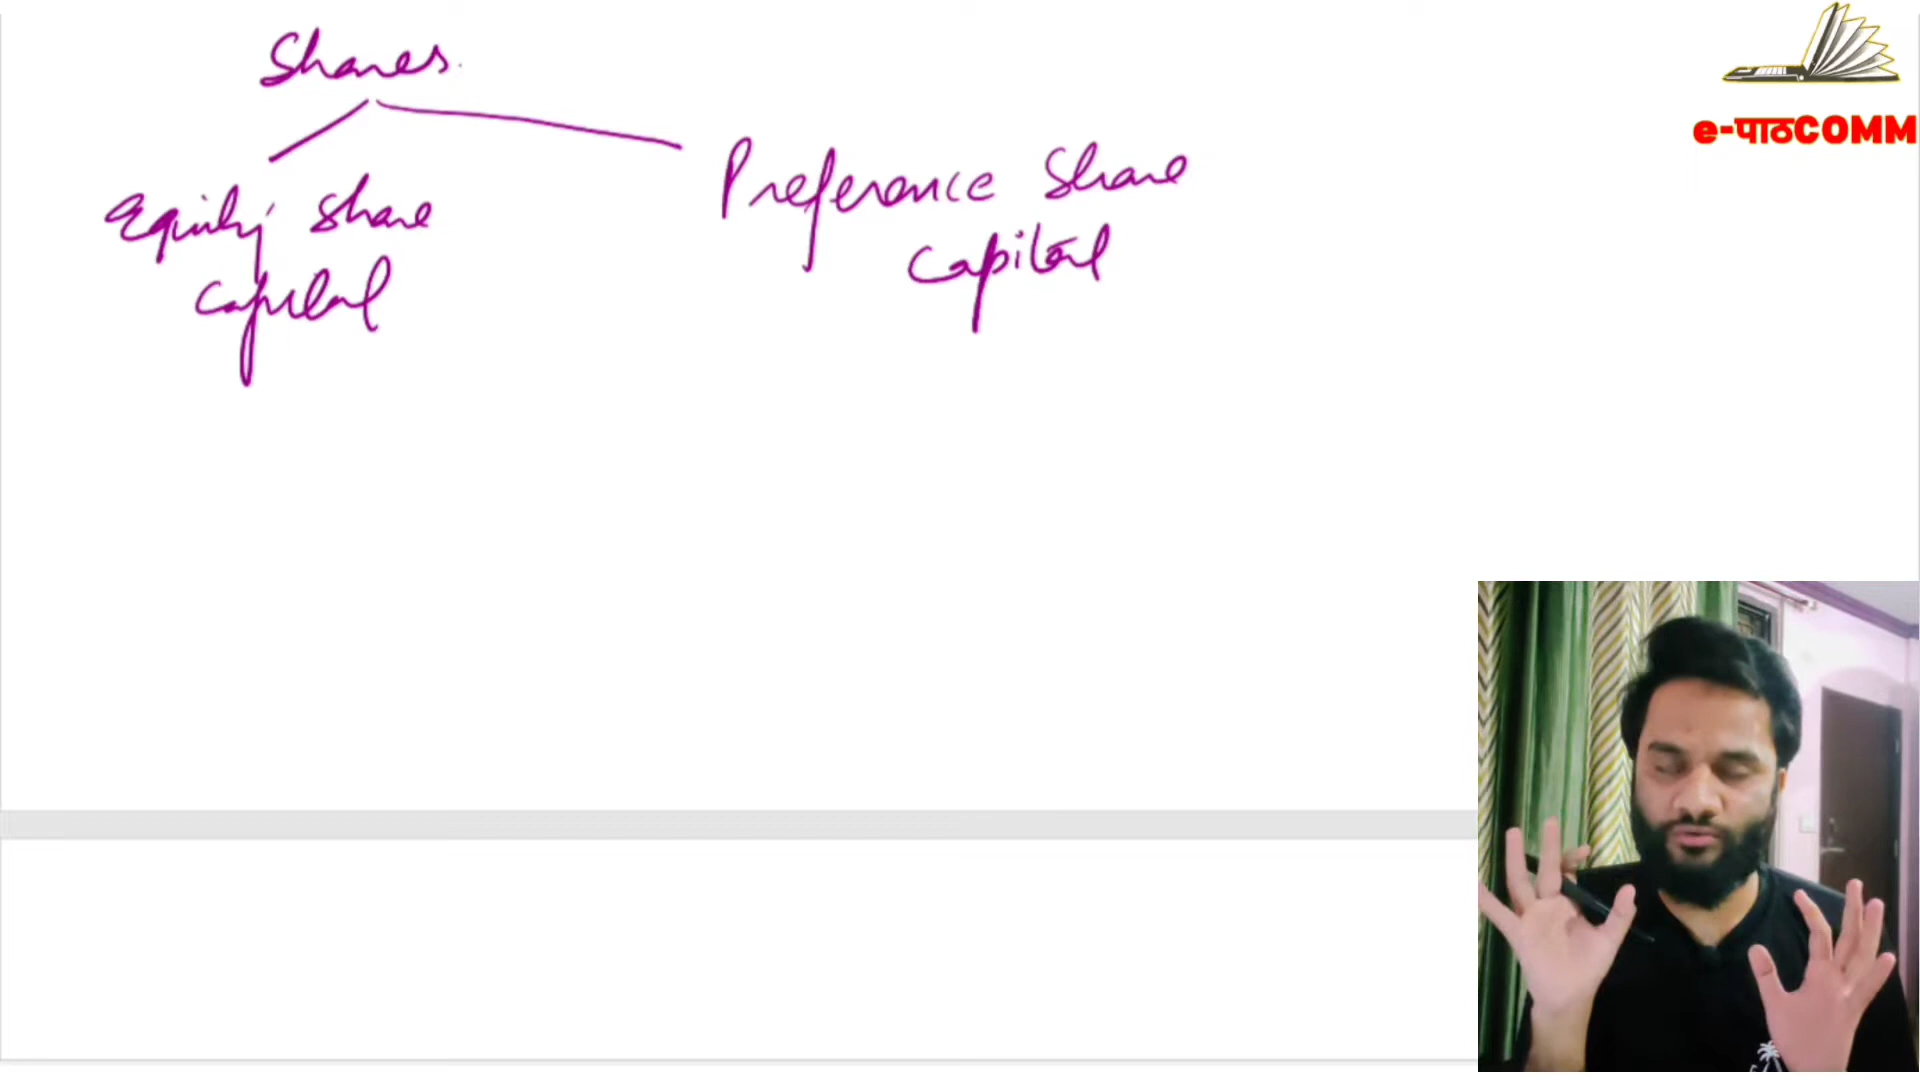 Shares.
Equity share
capital
Preference Share
capital
e-पाठCOMM